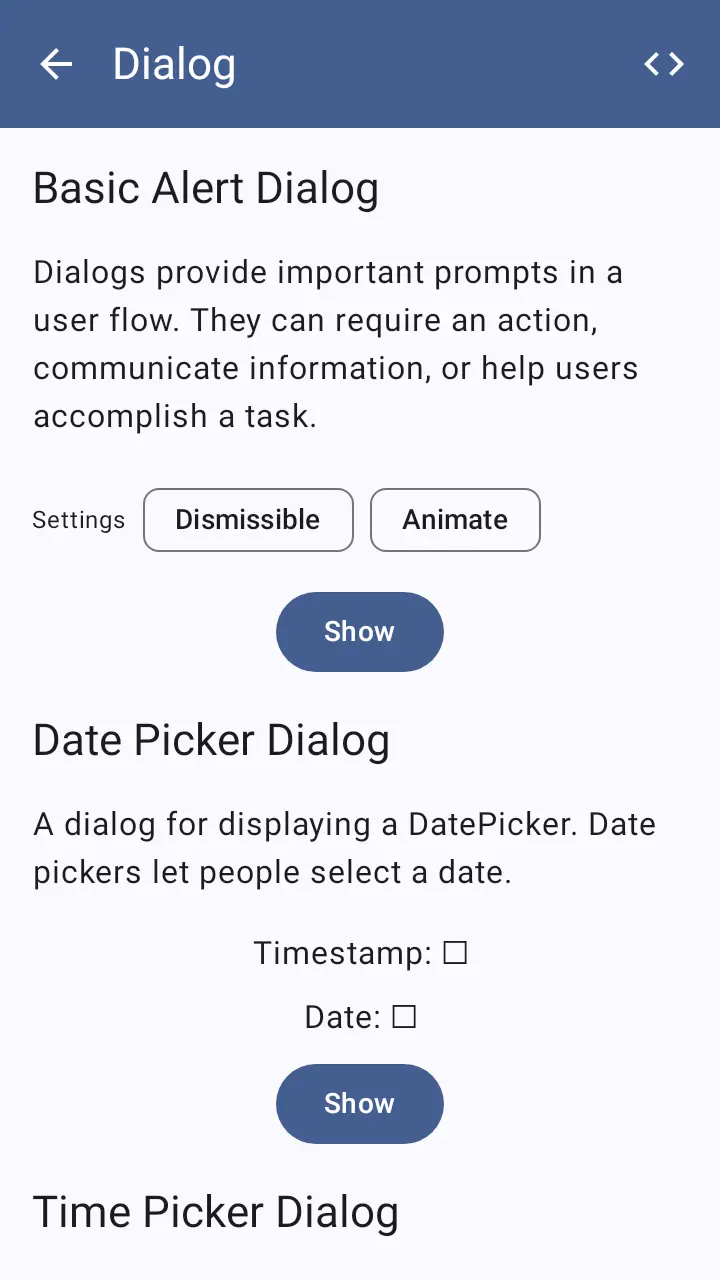 Dialog
Basic Alert Dialog
Dialogs provide important prompts in a
user flow. They can require an action,
communicate information, or help users
accomplish a task.
Settings Dismissible Animate
Show
Date Picker Dialog
A dialog for displaying a DatePicker. Date
pickers let people select a date.
Timestamp: ☐
Date: ☐
Show
Time Picker Dialog